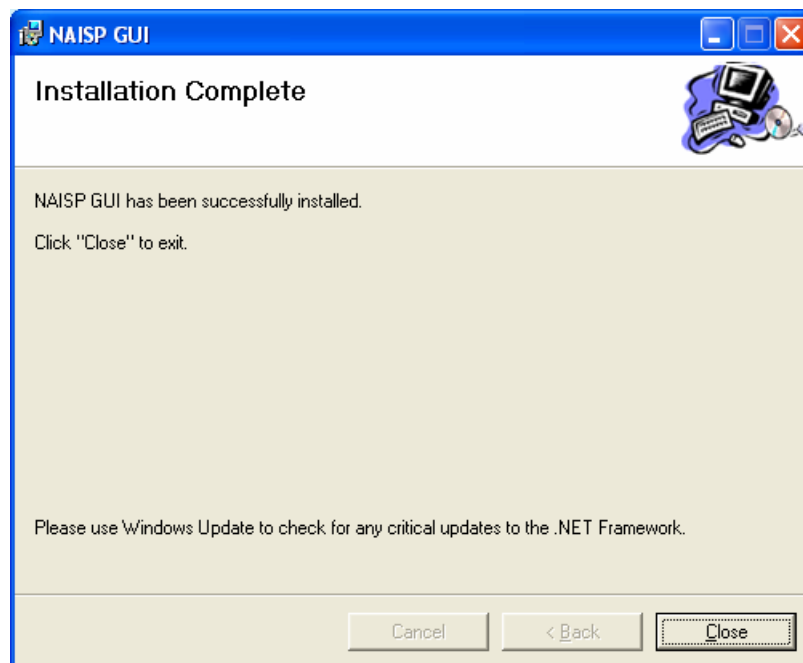 NAISP GUI
Installation Complete
NAISP GUI has been successfully installed.
Click "Close" to exit.
Please use Windows Update to check for any critical updates to the .NET Framework.
Cancel
< Back
Close